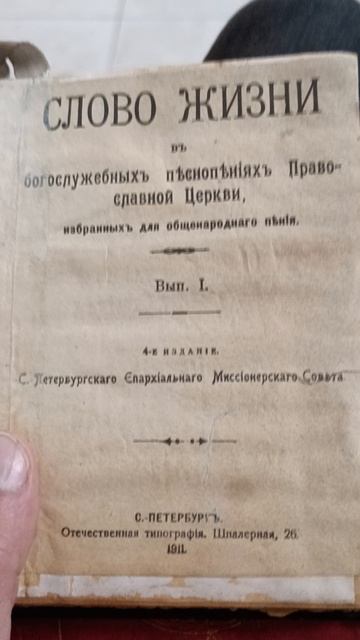 СЛОВО ЖИЗНИ
въ
богослужебныхъ пѣснопѣніяхъ Право-
славной Церкви,
избранныхъ для общенароднаго пѣнія.
Вып. I.
4-е изданіе.
С. Петербургскаго Епархіальнаго Миссіонерскаго Совѣта
С.-ПЕТЕРБУРГЪ.
Отечественная типографія. Шпалерная, 26.
1911.